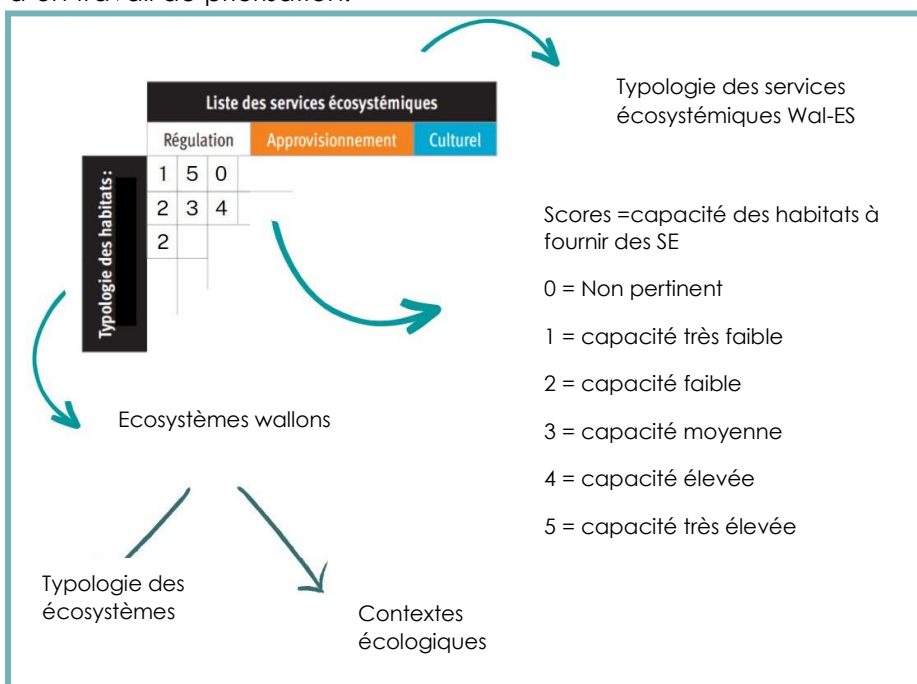 Typologie des services
écosystémiques Wal-ES
Liste des services écosystémiques
Régulation Approvisionnement Culturel
Typologie des habitats :
1 5 0
2 3 4
2
Scores =capacité des habitats à
fournir des SE
0 = Non pertinent
1 = capacité très faible
2 = capacité faible
3 = capacité moyenne
4 = capacité élevée
5 = capacité très élevée
Ecosystèmes wallons
Typologie des
écosystèmes
Contextes
écologiques